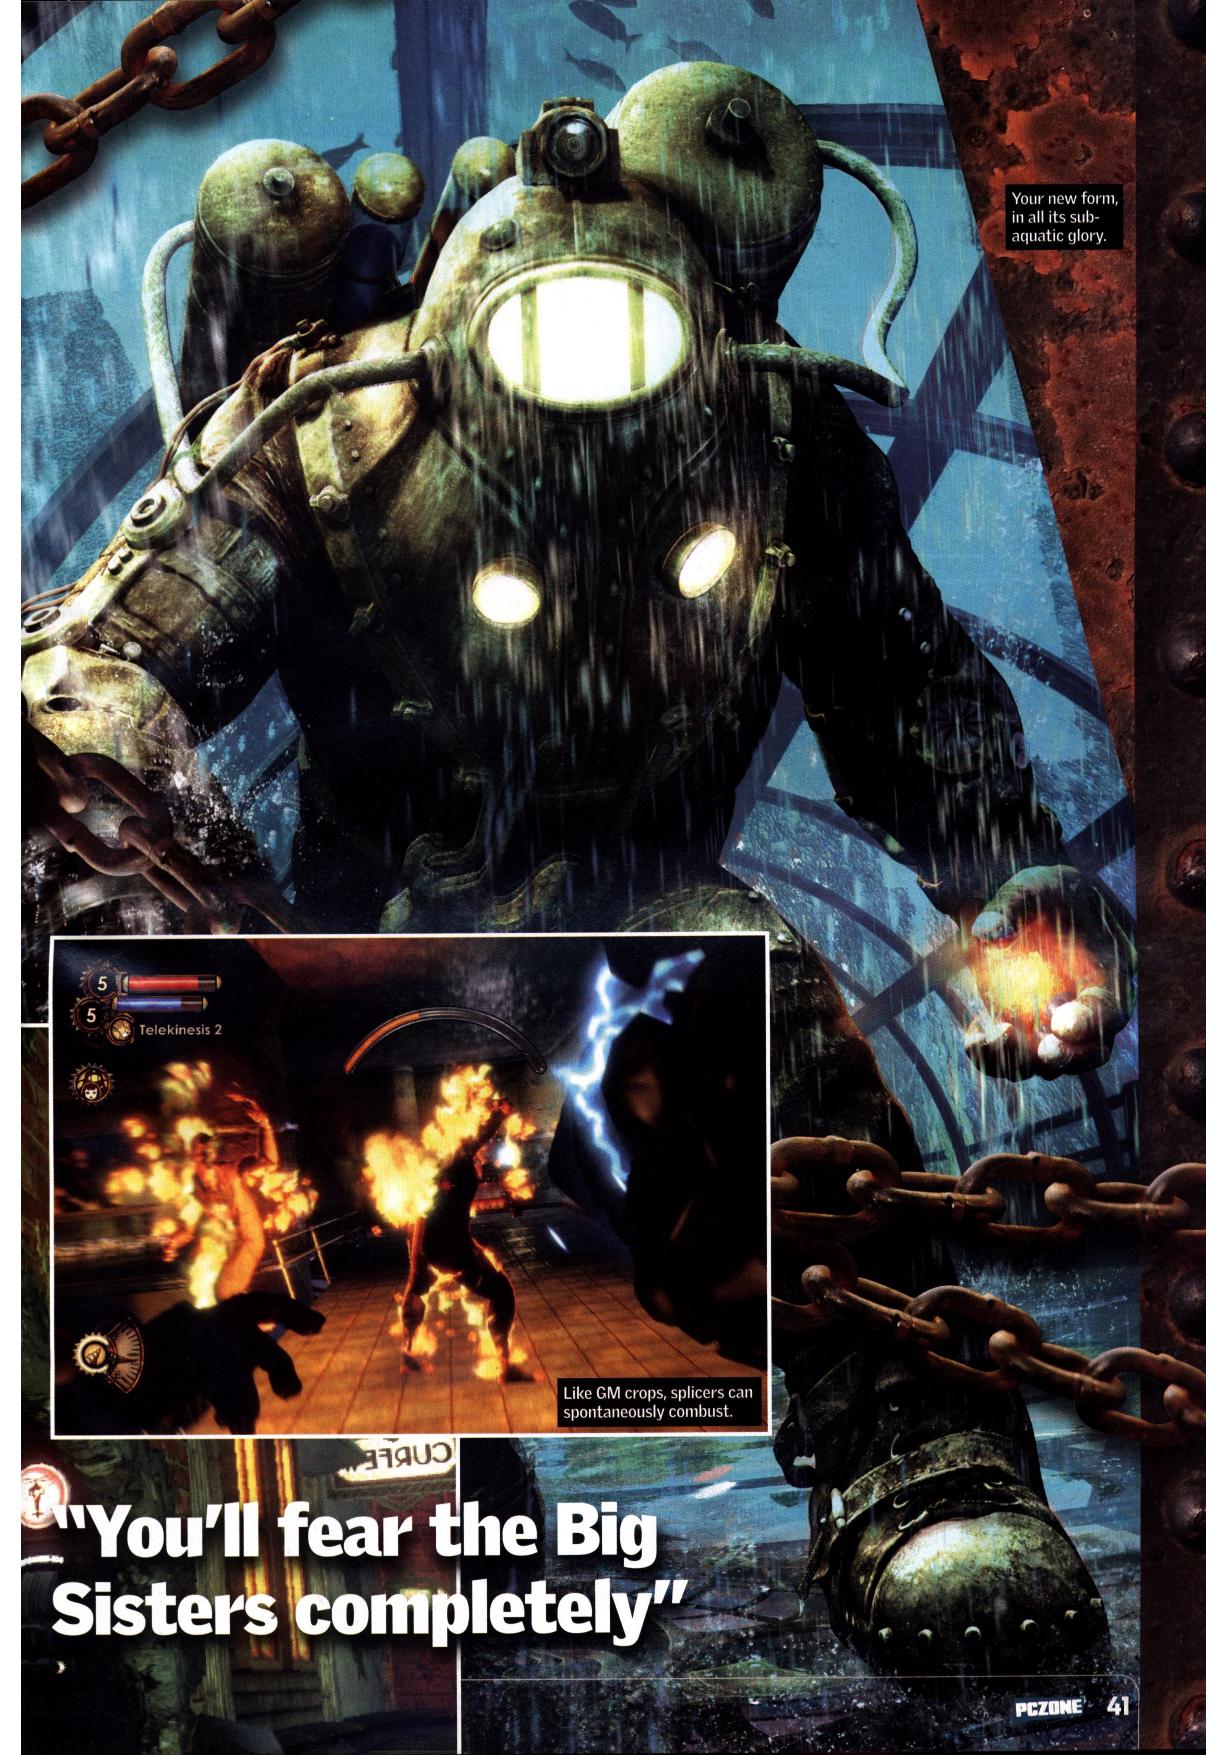 Your new form,
in all its sub-
aquatic glory.
5
5
Telekinesis 2
Like GM crops, splicers can
spontaneously combust.
CURFE
"You'll fear the Big
Sisters completely"
PCZONE 41